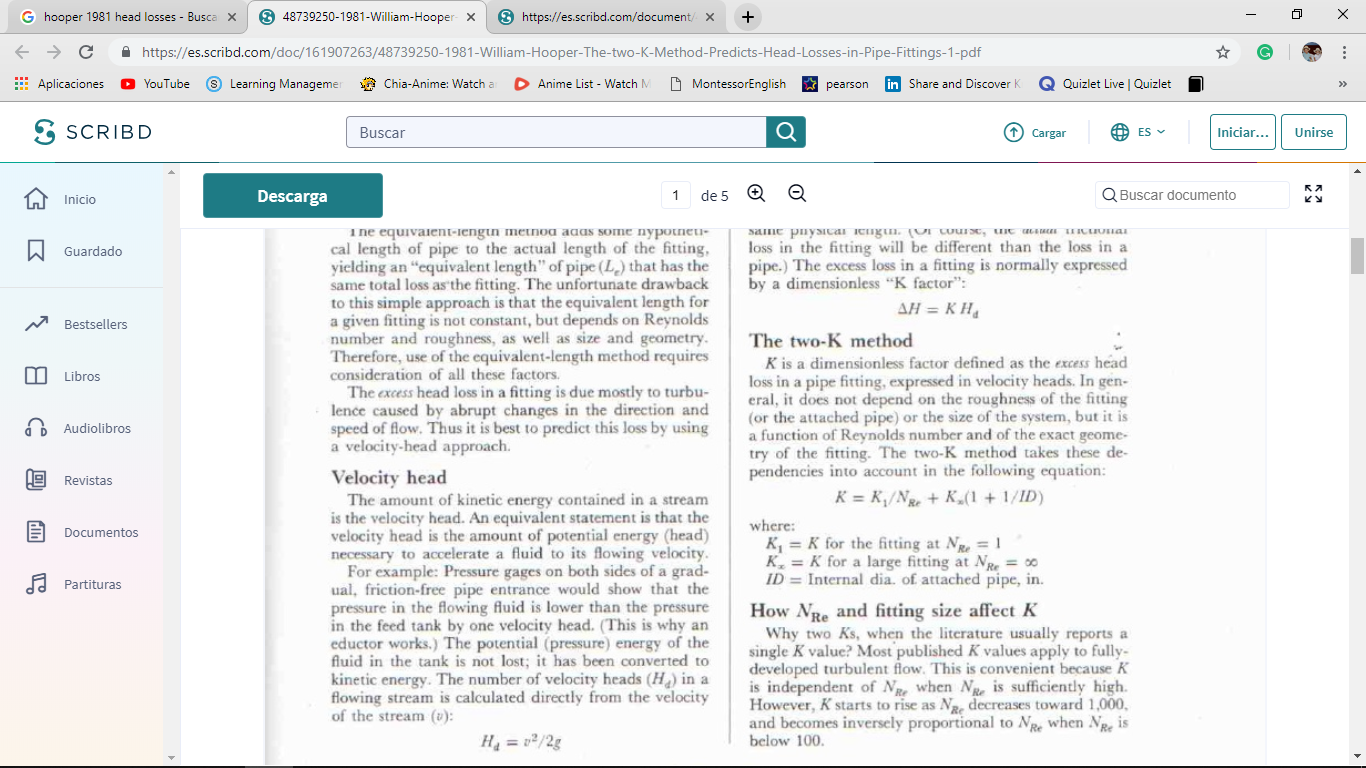 hooper 1981 head losses - Busca
48739250-1981-William-Hooper-
https://es.scribd.com/document/
https://es.scribd.com/doc/161907263/48739250-1981-William-Hooper-The-two-K-Method-Predicts-Head-Losses-in-Pipe-Fittings-1-pdf
Aplicaciones
YouTube
Learning Managemer
Chia-Anime: Watch a
Anime List - Watch M
MontessorEnglish
pearson
Share and Discover K
Quizlet Live | Quizlet
SCRIBD
Buscar
Cargar
ES
Iniciar...
Unirse
Inicio
Guardado
Bestsellers
Libros
Audiolibros
Revistas
Documentos
Partituras
Descarga
1 de 5
Buscar documento
The equivalent-length method adds some hypotheti-
cal length of pipe to the actual length of the fitting,
yielding an “equivalent length” of pipe (Lₑ) that has the
same total loss as the fitting. The unfortunate drawback
to this simple approach is that the equivalent length for
a given fitting is not constant, but depends on Reynolds
number and roughness, as well as size and geometry.
Therefore, use of the equivalent-length method requires
consideration of all these factors.
The excess head loss in a fitting is due mostly to turbu-
lence caused by abrupt changes in the direction and
speed of flow. Thus it is best to predict this loss by using
a velocity-head approach.
Velocity head
The amount of kinetic energy contained in a stream
is the velocity head. An equivalent statement is that the
velocity head is the amount of potential energy (head)
necessary to accelerate a fluid to its flowing velocity.
For example: Pressure gages on both sides of a grad-
ual, friction-free pipe entrance would show that the
pressure in the flowing fluid is lower than the pressure
in the feed tank by one velocity head. (This is why an
eductor works.) The potential (pressure) energy of the
fluid in the tank is not lost; it has been converted to
kinetic energy. The number of velocity heads (H_d) in a
flowing stream is calculated directly from the velocity
of the stream (v):
H_d = v²/2g
same physical length. (Of course, the actual frictional
loss in the fitting will be different than the loss in a
pipe.) The excess loss in a fitting is normally expressed
by a dimensionless “K factor”:
ΔH = K H_d
The two-K method
K is a dimensionless factor defined as the excess head
loss in a pipe fitting, expressed in velocity heads. In gen-
eral, it does not depend on the roughness of the fitting
(or the attached pipe) or the size of the system, but it is
a function of Reynolds number and of the exact geome-
try of the fitting. The two-K method takes these de-
pendencies into account in the following equation:
K = K₁/N_Re + K_∞(1 + 1/ID)
where:
K₁ = K for the fitting at N_Re = 1
K_∞ = K for a large fitting at N_Re = ∞
ID = Internal dia. of attached pipe, in.
How N_Re and fitting size affect K
Why two Ks, when the literature usually reports a
single K value? Most published K values apply to fully-
developed turbulent flow. This is convenient because K
is independent of N_Re when N_Re is sufficiently high.
However, K starts to rise as N_Re decreases toward 1,000,
and becomes inversely proportional to N_Re when N_Re is
below 100.